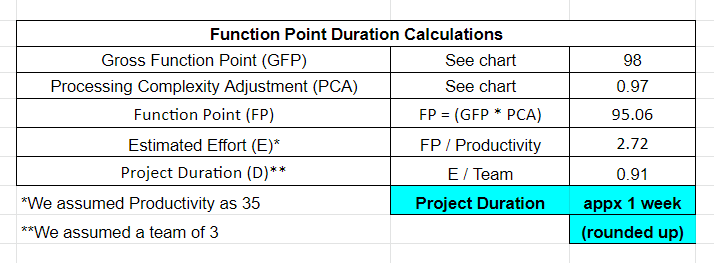 Function Point Duration Calculations
Gross Function Point (GFP) See chart 98
Processing Complexity Adjustment (PCA) See chart 0.97
Function Point (FP) FP = (GFP * PCA) 95.06
Estimated Effort (E)* FP / Productivity 2.72
Project Duration (D)** E / Team 0.91
*We assumed Productivity as 35 Project Duration appx 1 week
**We assumed a team of 3 (rounded up)